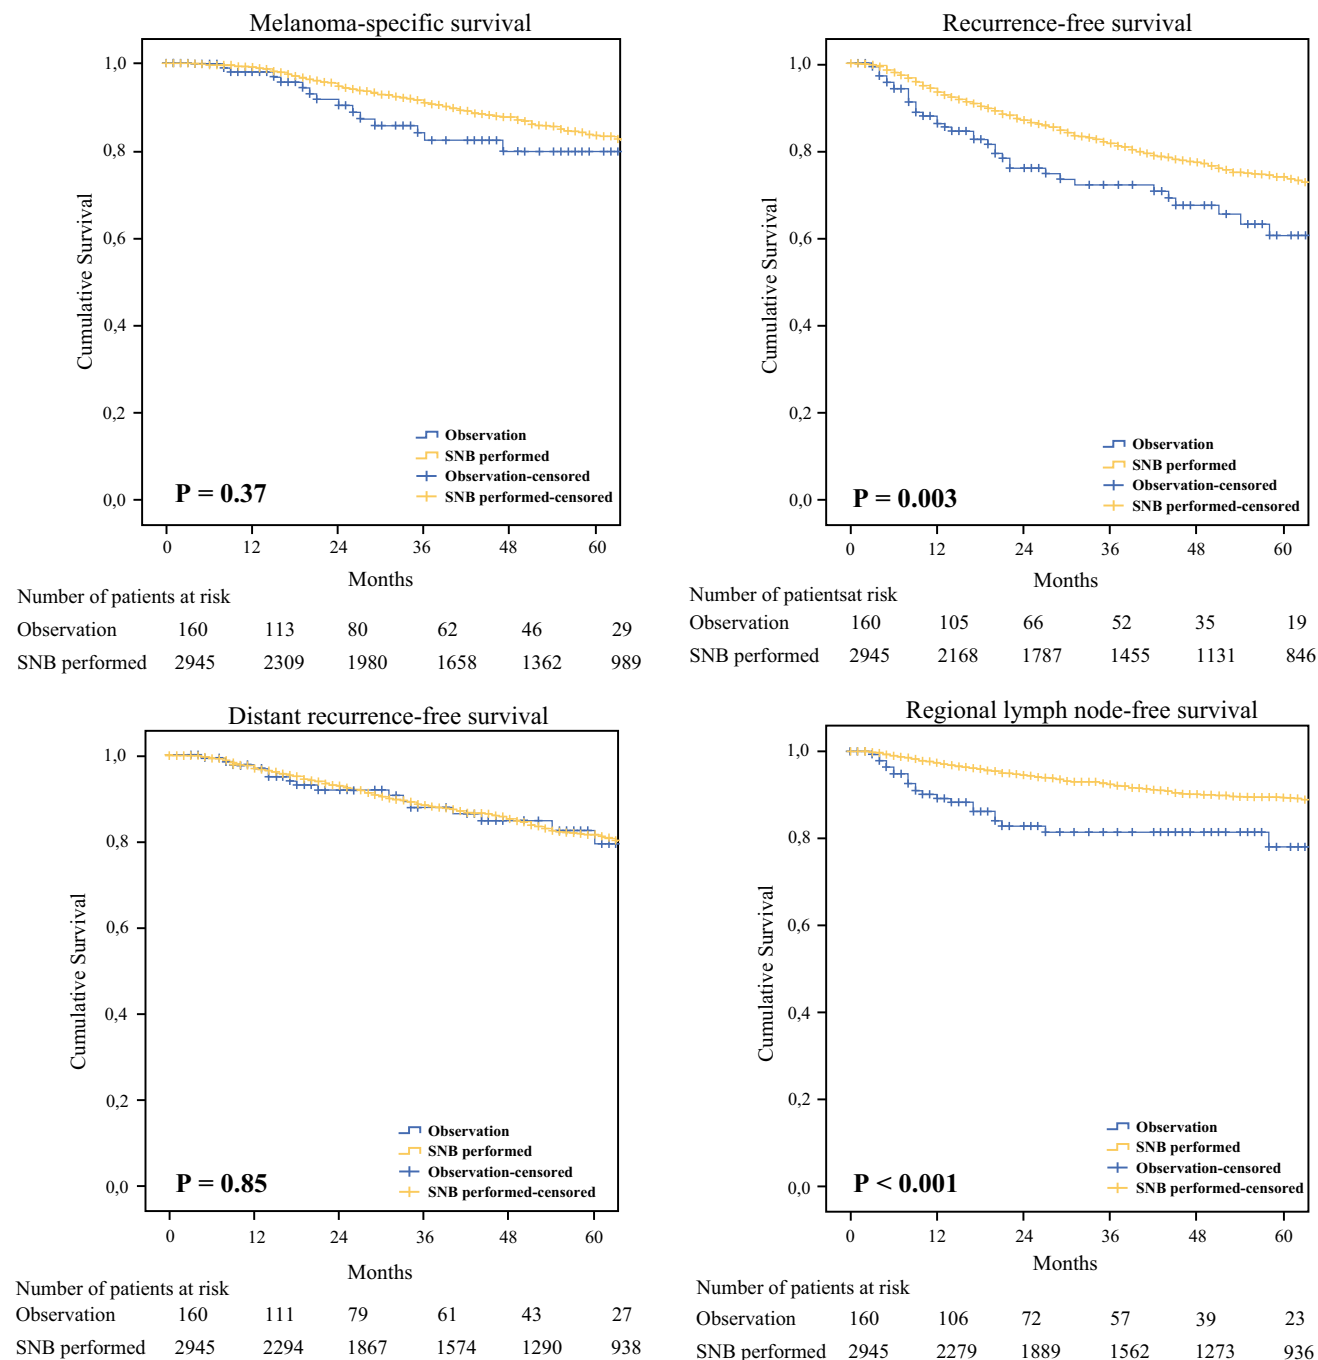 Melanoma-specific survival
1,0
0,8
0,6
0,4
0,2
0,0
Cumulative Survival
Observation
SNB performed
Observation-censored
SNB performed-censored
P = 0.37
0 12 24 36 48 60
Months
Number of patients at risk
Observation 160 113 80 62 46 29
SNB performed 2945 2309 1980 1658 1362 989
Recurrence-free survival
1,0
0,8
0,6
0,4
0,2
0,0
Cumulative Survival
Observation
SNB performed
Observation-censored
SNB performed-censored
P = 0.003
0 12 24 36 48 60
Months
Number of patientsat risk
Observation 160 105 66 52 35 19
SNB performed 2945 2168 1787 1455 1131 846
Distant recurrence-free survival
1,0
0,8
0,6
0,4
0,2
0,0
Cumulative Survival
Observation
SNB performed
Observation-censored
SNB performed-censored
P = 0.85
0 12 24 36 48 60
Months
Number of patients at risk
Observation 160 111 79 61 43 27
SNB performed 2945 2294 1867 1574 1290 938
Regional lymph node-free survival
1,0
0,8
0,6
0,4
0,2
0,0
Cumulative Survival
Observation
SNB performed
Observation-censored
SNB performed-censored
P < 0.001
0 12 24 36 48 60
Months
Number of patients at risk
Observation 160 106 72 57 39 23
SNB performed 2945 2279 1889 1562 1273 936